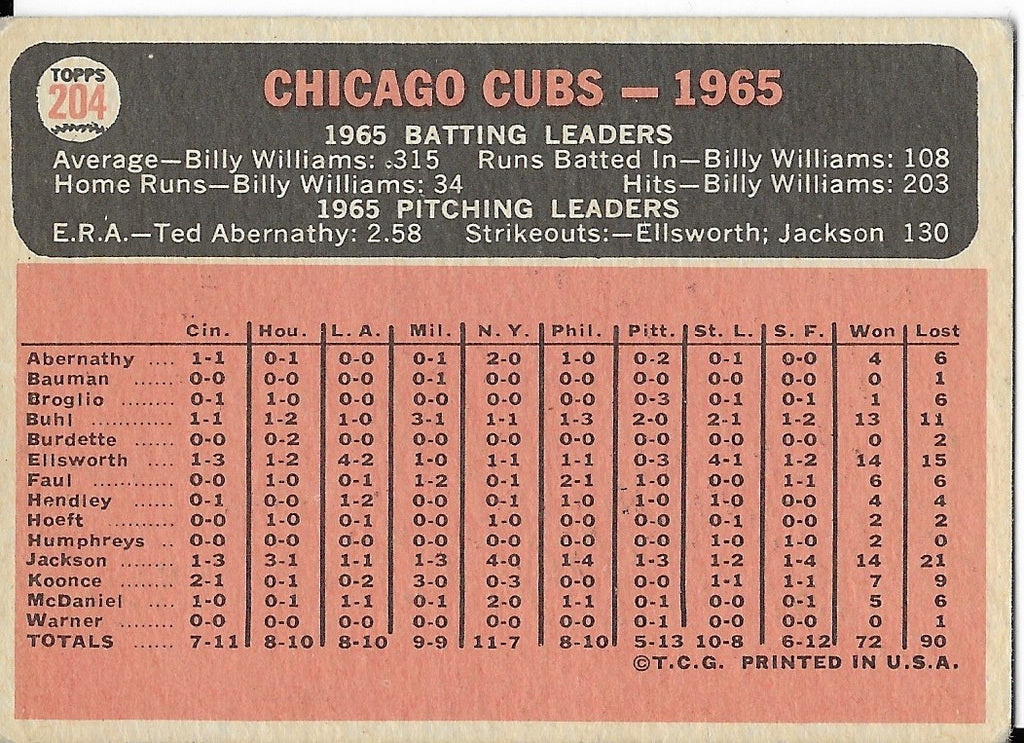 TOPPS
204
CHICAGO CUBS — 1965
1965 BATTING LEADERS
Average—Billy Williams: .315 Runs Batted In—Billy Williams: 108
Home Runs—Billy Williams: 34 Hits—Billy Williams: 203
1965 PITCHING LEADERS
E.R.A.—Ted Abernathy: 2.58 Strikeouts:—Ellsworth; Jackson 130
Cin. Hou. L. A. Mil. N. Y. Phil. Pitt. St. L. S. F. Won Lost
Abernathy .... 1-1 0-1 0-0 0-1 2-0 1-0 0-2 0-1 0-0 4 6
Bauman ...... 0-0 0-0 0-0 0-1 0-0 0-0 0-0 0-0 0-0 0 1
Broglio ........ 0-1 1-0 0-0 0-0 0-0 0-0 0-3 0-1 0-1 1 6
Buhl ............ 1-1 1-2 1-0 3-1 1-1 1-3 2-0 2-1 1-2 13 11
Burdette ...... 0-0 0-2 0-0 0-0 0-0 0-0 0-0 0-0 0-0 0 2
Ellsworth .... 1-3 1-2 4-2 1-0 1-1 1-1 0-3 4-1 1-2 14 15
Faul ............ 0-0 1-0 0-1 1-2 0-1 2-1 1-0 0-0 1-1 6 6
Hendley ...... 0-1 0-0 1-2 0-0 0-1 1-0 1-0 1-0 0-0 4 4
Hoeft .......... 0-0 1-0 0-1 0-0 1-0 0-0 0-0 0-1 0-0 2 2
Humphreys .. 0-0 0-0 0-0 0-0 0-0 0-0 0-0 1-0 1-0 2 0
Jackson ........ 1-3 3-1 1-1 1-3 4-0 1-4 1-3 1-2 1-4 14 21
Koonce ........ 2-1 0-1 0-2 3-0 0-3 0-0 0-0 1-1 1-1 7 9
McDaniel .... 1-0 0-1 1-1 0-1 2-0 1-1 0-1 0-0 0-1 5 6
Warner ........ 0-0 0-0 0-0 0-0 0-0 0-0 0-1 0-0 0-0 0 1
TOTALS ...... 7-11 8-10 8-10 9-9 11-7 8-10 5-13 10-8 6-12 72 90
©T.C.G. PRINTED IN U.S.A.